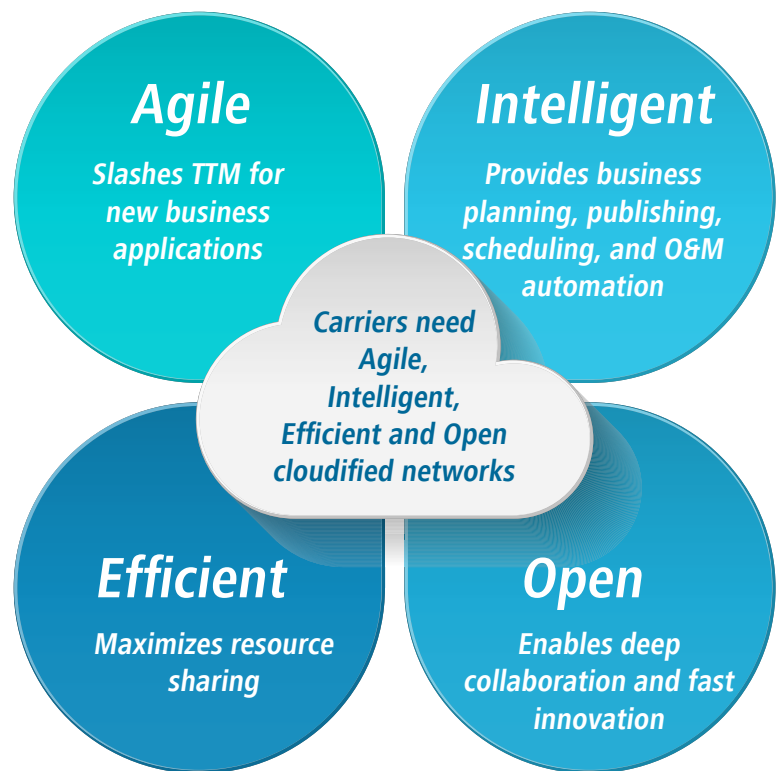 Agile
Slashes TTM for
new business
applications
Intelligent
Provides business
planning, publishing,
scheduling, and O&M
automation
Carriers need
Agile,
Intelligent,
Efficient and Open
cloudified networks
Efficient
Maximizes resource
sharing
Open
Enables deep
collaboration and fast
innovation